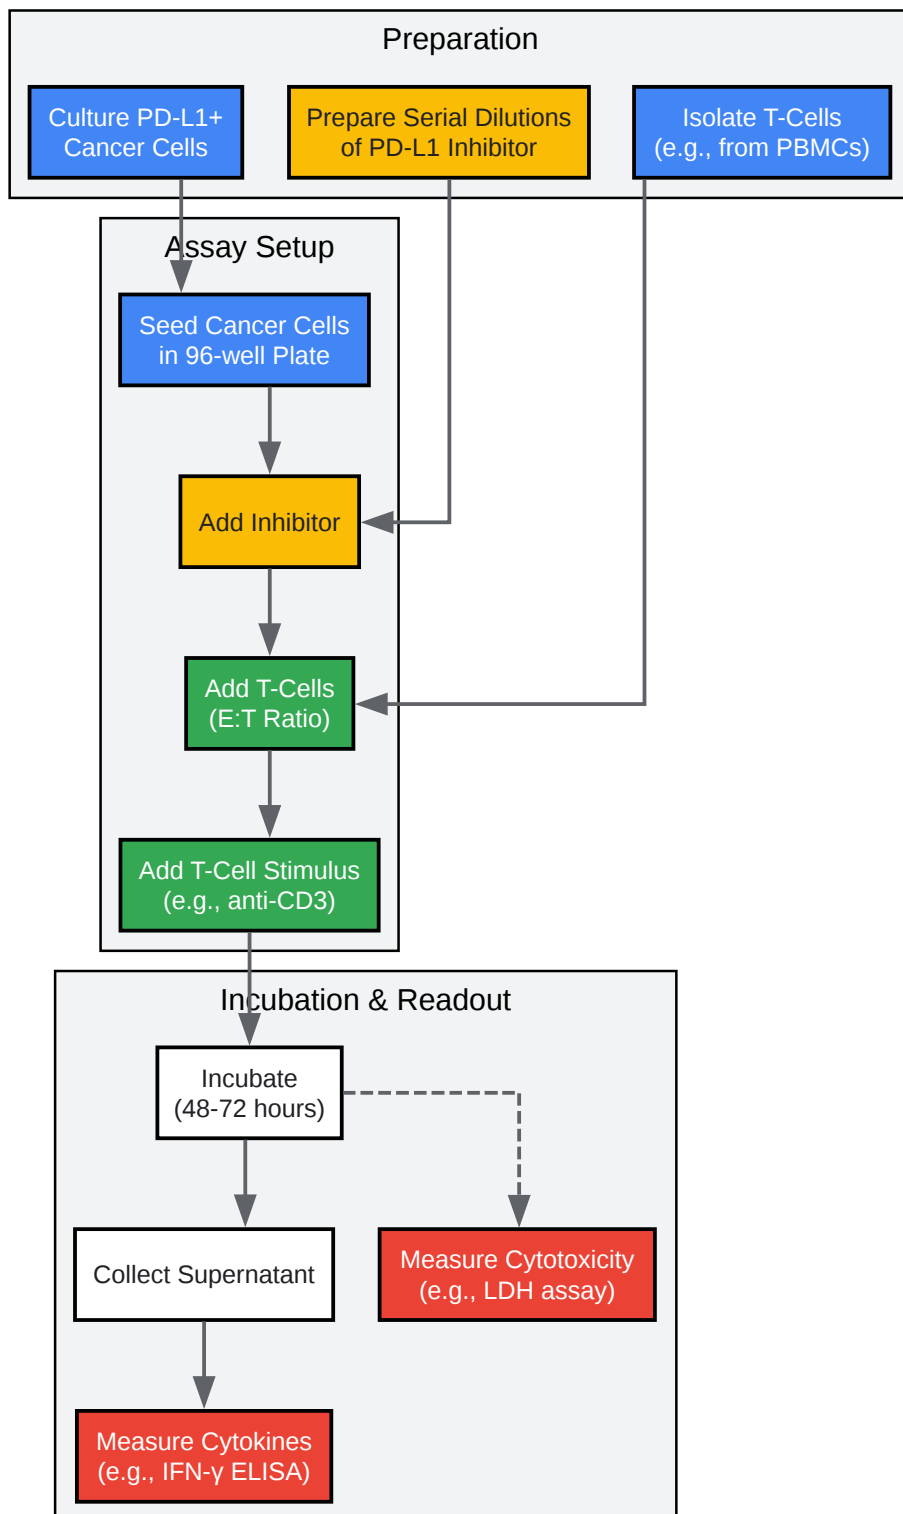 Preparation
Culture PD-L1+
Cancer Cells
Prepare Serial Dilutions
of PD-L1 Inhibitor
Isolate T-Cells
(e.g., from PBMCs)
Assay Setup
Seed Cancer Cells
in 96-well Plate
Add Inhibitor
Add T-Cells
(E:T Ratio)
Add T-Cell Stimulus
(e.g., anti-CD3)
Incubation & Readout
Incubate
(48-72 hours)
Collect Supernatant
Measure Cytotoxicity
(e.g., LDH assay)
Measure Cytokines
(e.g., IFN-γ ELISA)